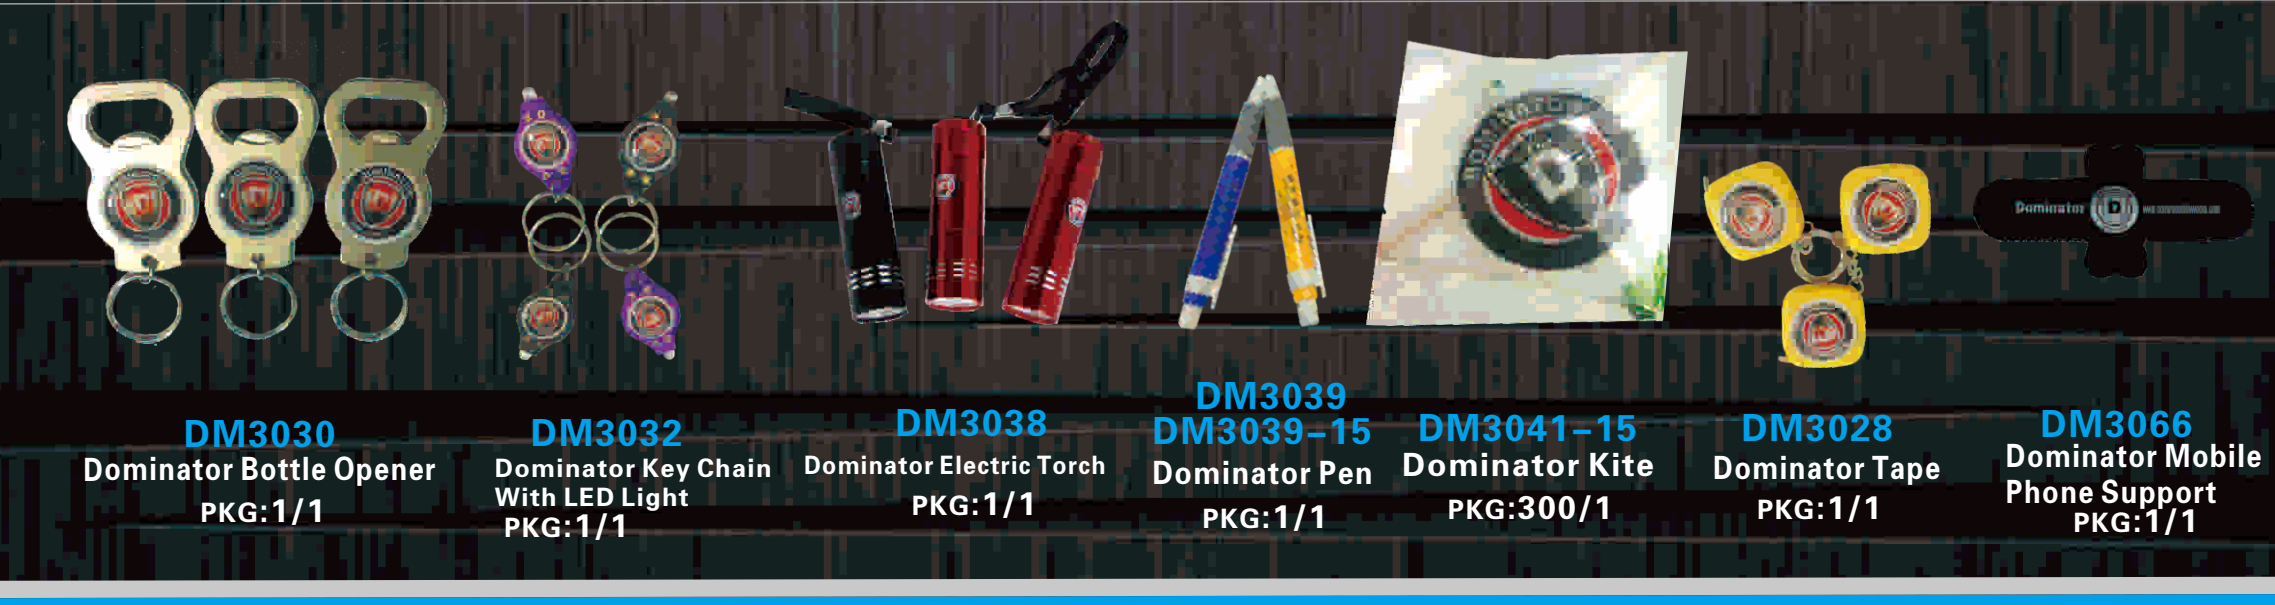 DM3030
Dominator Bottle Opener
PKG:1/1
DM3032
Dominator Key Chain
With LED Light
PKG:1/1
DM3038
Dominator Electric Torch
PKG:1/1
DM3039
DM3039-15
Dominator Pen
PKG:1/1
DOMINATOR
DM3041-15
Dominator Kite
PKG:300/1
DM3028
Dominator Tape
PKG:1/1
Dominator D
DM3066
Dominator Mobile
Phone Support
PKG:1/1